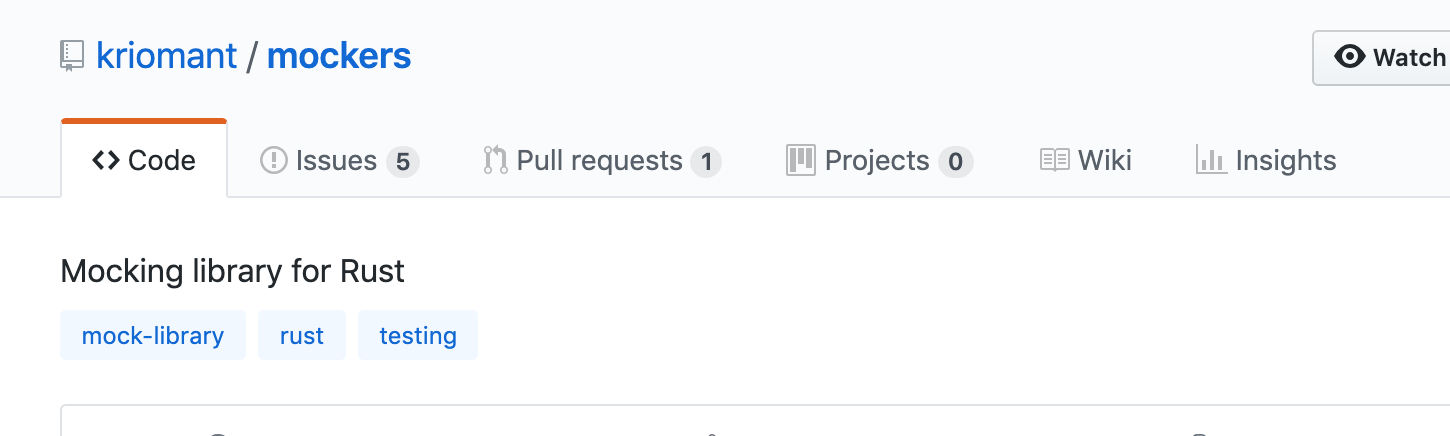 kriomant / mockers
Watch
Code Issues 5 Pull requests 1 Projects 0 Wiki Insights
Mocking library for Rust
mock-library rust testing